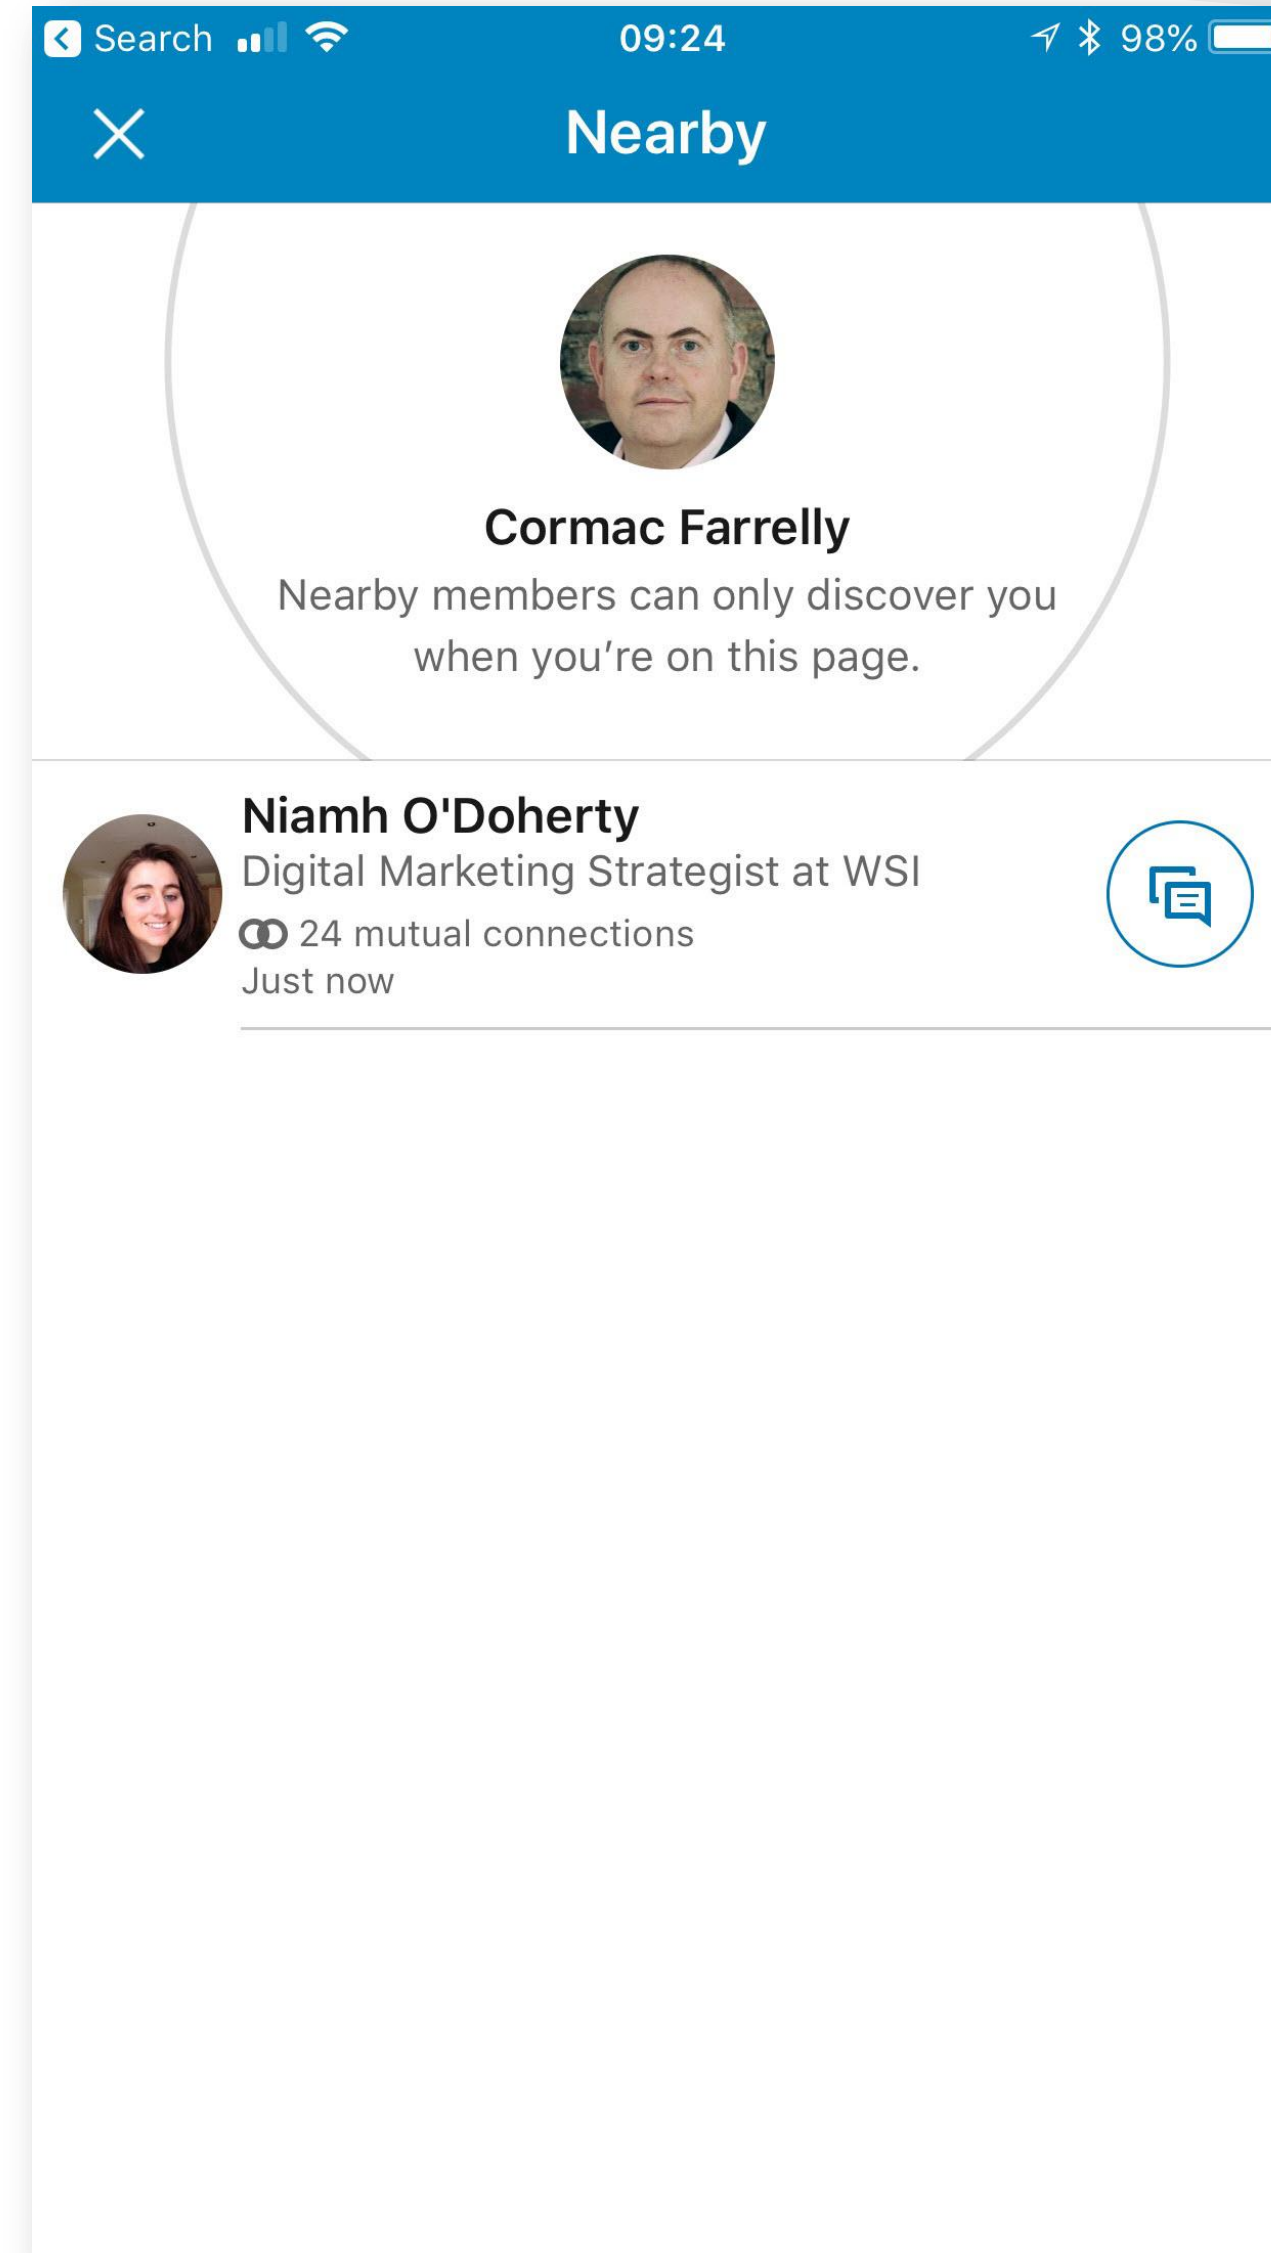 Search
09:24
98%
Nearby
Cormac Farrelly
Nearby members can only discover you
when you’re on this page.
Niamh O'Doherty
Digital Marketing Strategist at WSI
24 mutual connections
Just now